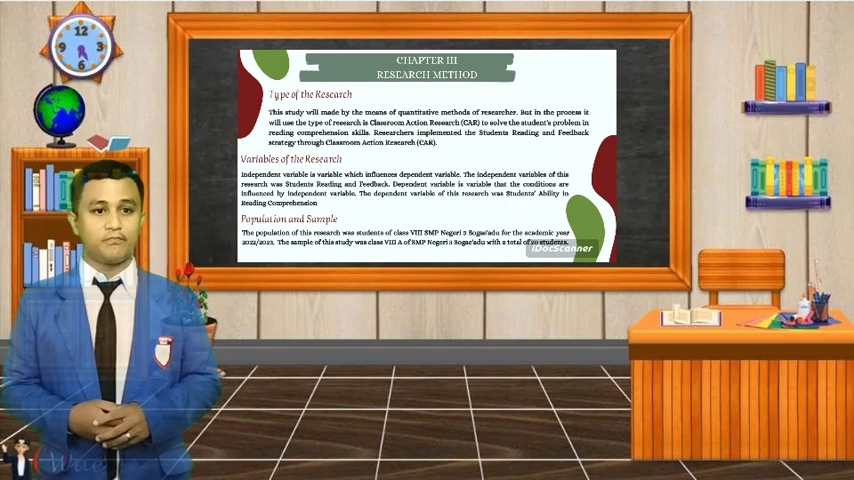 CHAPTER III
RESEARCH METHOD
Type of the Research
This study will made by the means of quantitative methods of researcher. But in the process it
will use the type of research is Classroom Action Research (CAR) to solve the student's problem in
reading comprehension skills. Researchers implemented the Students Reading and Feedback
strategy through Classroom Action Research (CAR).
Variables of the Research
Independent variable is variable which influences dependent variable. The independent variables of this
research was Students Reading and Feedback. Dependent variable is variable that the conditions are
influenced by independent variable. The dependent variable of this research was Students' Ability in
Reading Comprehension
Population and Sample
The population of this research was students of class VIII SMP Negeri 3 Sogae'adu for the academic year
2022/2023. The sample of this study was class VIII A of SMP Negeri 3 Sogae'adu with a total of 20 students.
iDocScanner
12
9 3
6